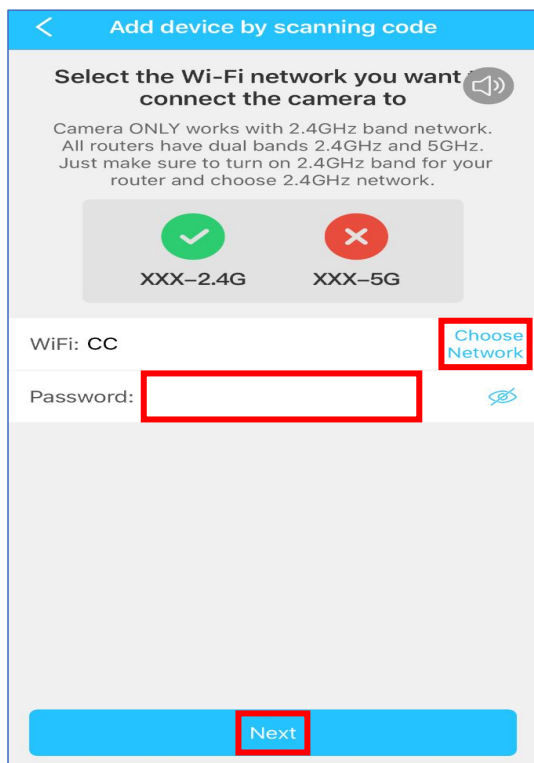 Add device by scanning code
Select the Wi-Fi network you want
connect the camera to
Camera ONLY works with 2.4GHz band network.
All routers have dual bands 2.4GHz and 5GHz.
Just make sure to turn on 2.4GHz band for your
router and choose 2.4GHz network.
XXX-2.4G XXX-5G
WiFi: CC Choose
Network
Password:
Next